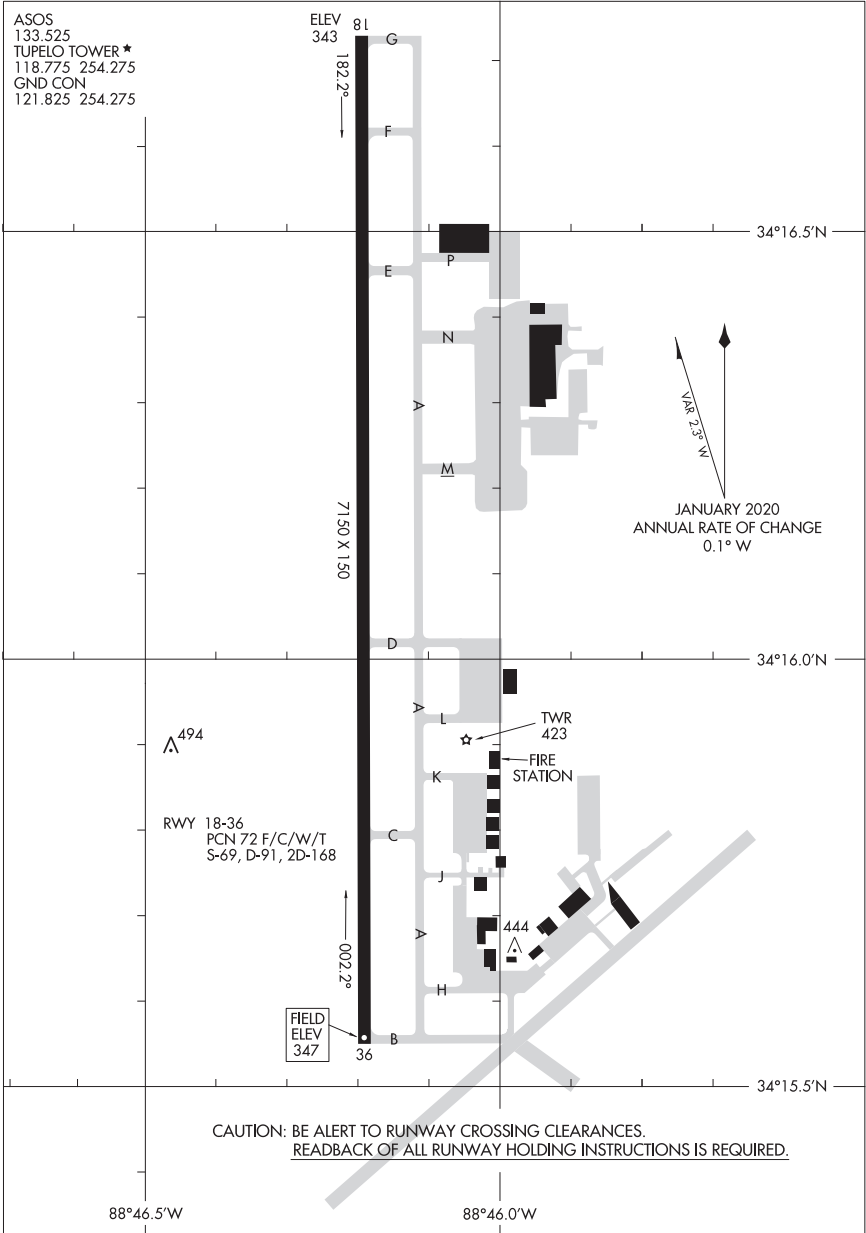 ASOS
133.525
TUPELO TOWER★
118.775 254.275
GND CON
121.825 254.275
ELEV
343
18
G
182.2°
F
34°16.5'N
P
E
N
A
VAR 2.3° W
M
7150 X 150
JANUARY 2020
ANNUAL RATE OF CHANGE
0.1° W
D
34°16.0'N
A
L
TWR
423
494
FIRE
STATION
K
RWY 18-36
PCN 72 F/C/W/T
S-69, D-91, 2D-168
C
J
444
A
002.2°
H
FIELD
ELEV
347
36
B
34°15.5'N
CAUTION: BE ALERT TO RUNWAY CROSSING CLEARANCES.
READBACK OF ALL RUNWAY HOLDING INSTRUCTIONS IS REQUIRED.
88°46.5'W
88°46.0'W